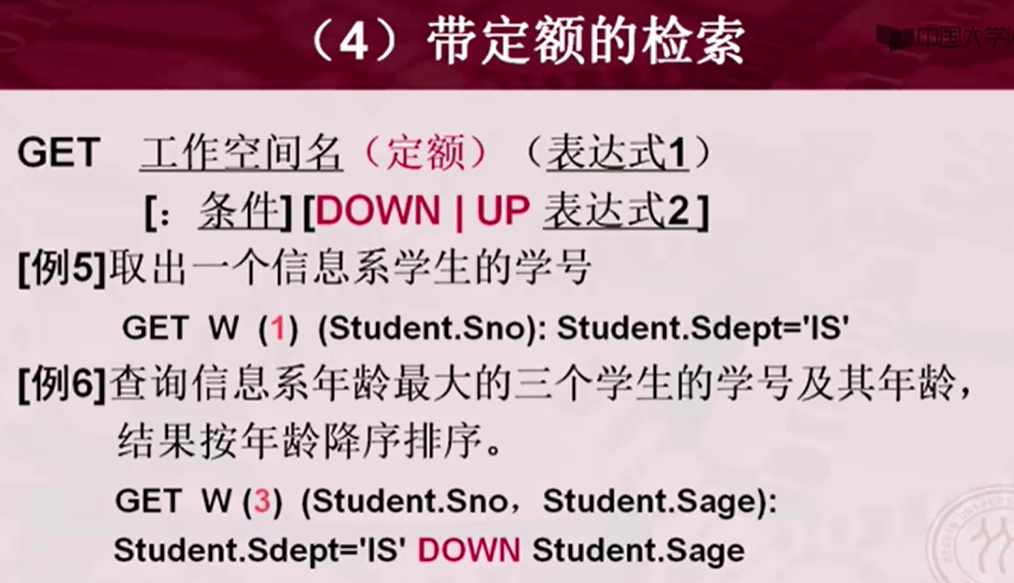 （4）带定额的检索
中国大学
GET 工作空间名（定额）（表达式1）
[：条件] [DOWN | UP 表达式2 ]
[例5]取出一个信息系学生的学号
GET W (1) (Student.Sno): Student.Sdept='IS'
[例6]查询信息系年龄最大的三个学生的学号及其年龄，
结果按年龄降序排序。
GET W (3) (Student.Sno，Student.Sage):
Student.Sdept='IS' DOWN Student.Sage